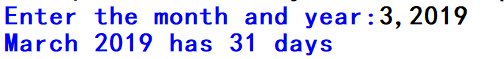 Enter the month and year:3,2019
March 2019 has 31 days